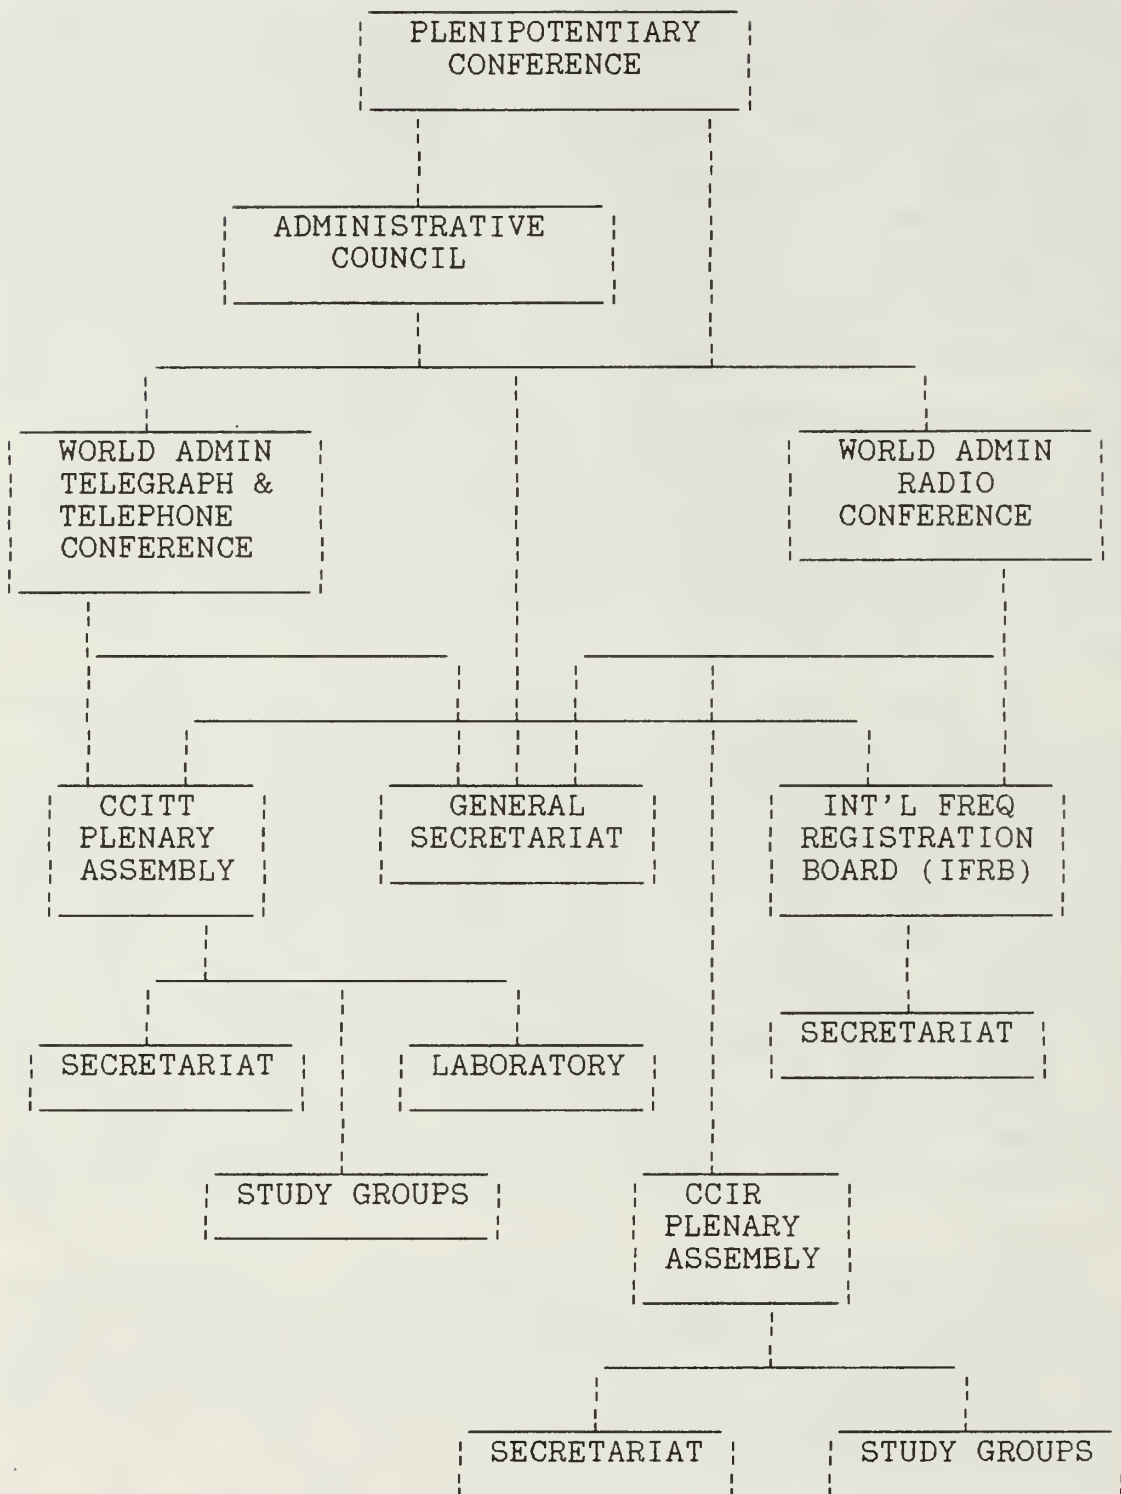 PLENIPOTENTIARY
CONFERENCE
ADMINISTRATIVE
COUNCIL
WORLD ADMIN
TELEGRAPH &
TELEPHONE
CONFERENCE
WORLD ADMIN
RADIO
CONFERENCE
CCITT
PLENARY
ASSEMBLY
GENERAL
SECRETARIAT
INT'L FREQ
REGISTRATION
BOARD (IFRB)
SECRETARIAT
LABORATORY
SECRETARIAT
STUDY GROUPS
CCIR
PLENARY
ASSEMBLY
SECRETARIAT
STUDY GROUPS